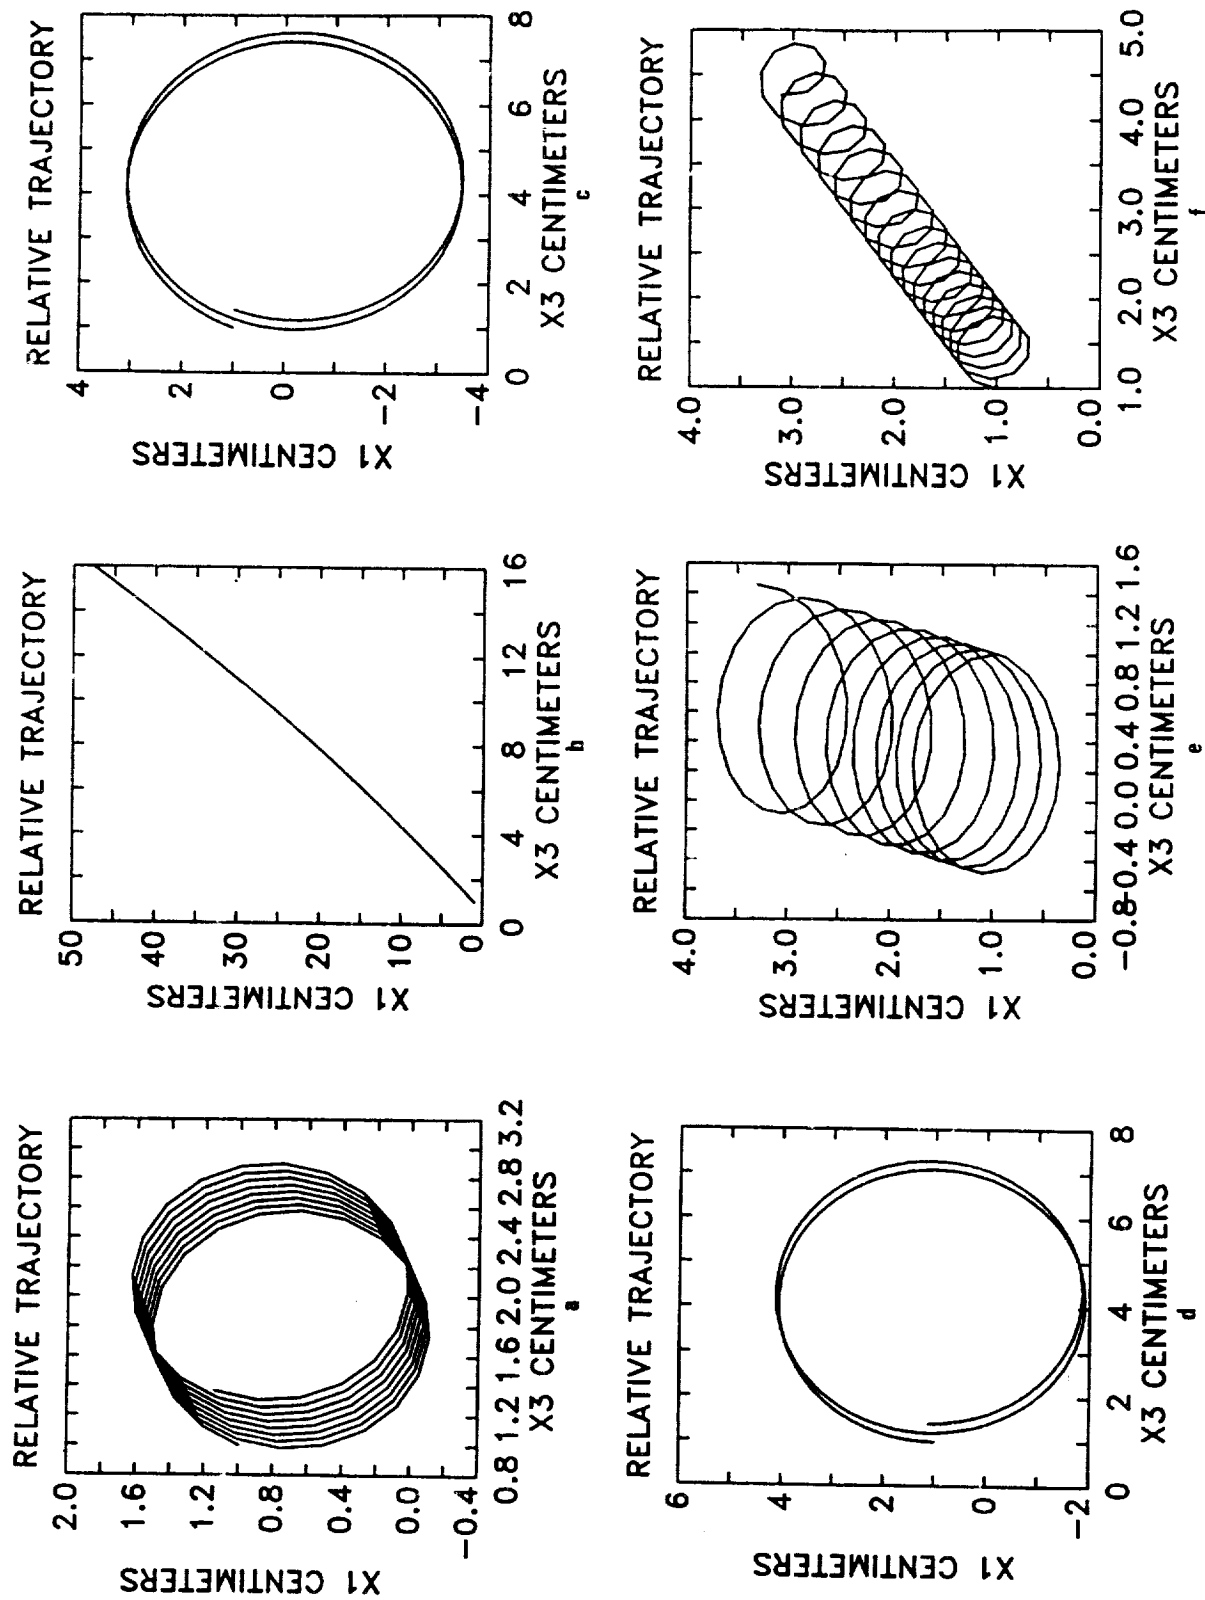 RELATIVE TRAJECTORY
X1 CENTIMETERS
2.0
1.6
1.2
0.8
0.4
0.0
-0.4
0.8 1.2 1.6 2.0 2.4 2.8 3.2
X3 CENTIMETERS
a
RELATIVE TRAJECTORY
X1 CENTIMETERS
50
40
30
20
10
0
0 4 8 12 16
X3 CENTIMETERS
b
RELATIVE TRAJECTORY
X1 CENTIMETERS
4
2
0
-2
-4
0 2 4 6 8
X3 CENTIMETERS
c
RELATIVE TRAJECTORY
X1 CENTIMETERS
6
4
2
0
-2
0 2 4 6 8
X3 CENTIMETERS
d
RELATIVE TRAJECTORY
X1 CENTIMETERS
4.0
3.0
2.0
1.0
0.0
-0.8 -0.4 0.0 0.4 0.8 1.2 1.6
X3 CENTIMETERS
e
RELATIVE TRAJECTORY
X1 CENTIMETERS
4.0
3.0
2.0
1.0
0.0
1.0 2.0 3.0 4.0 5.0
X3 CENTIMETERS
f